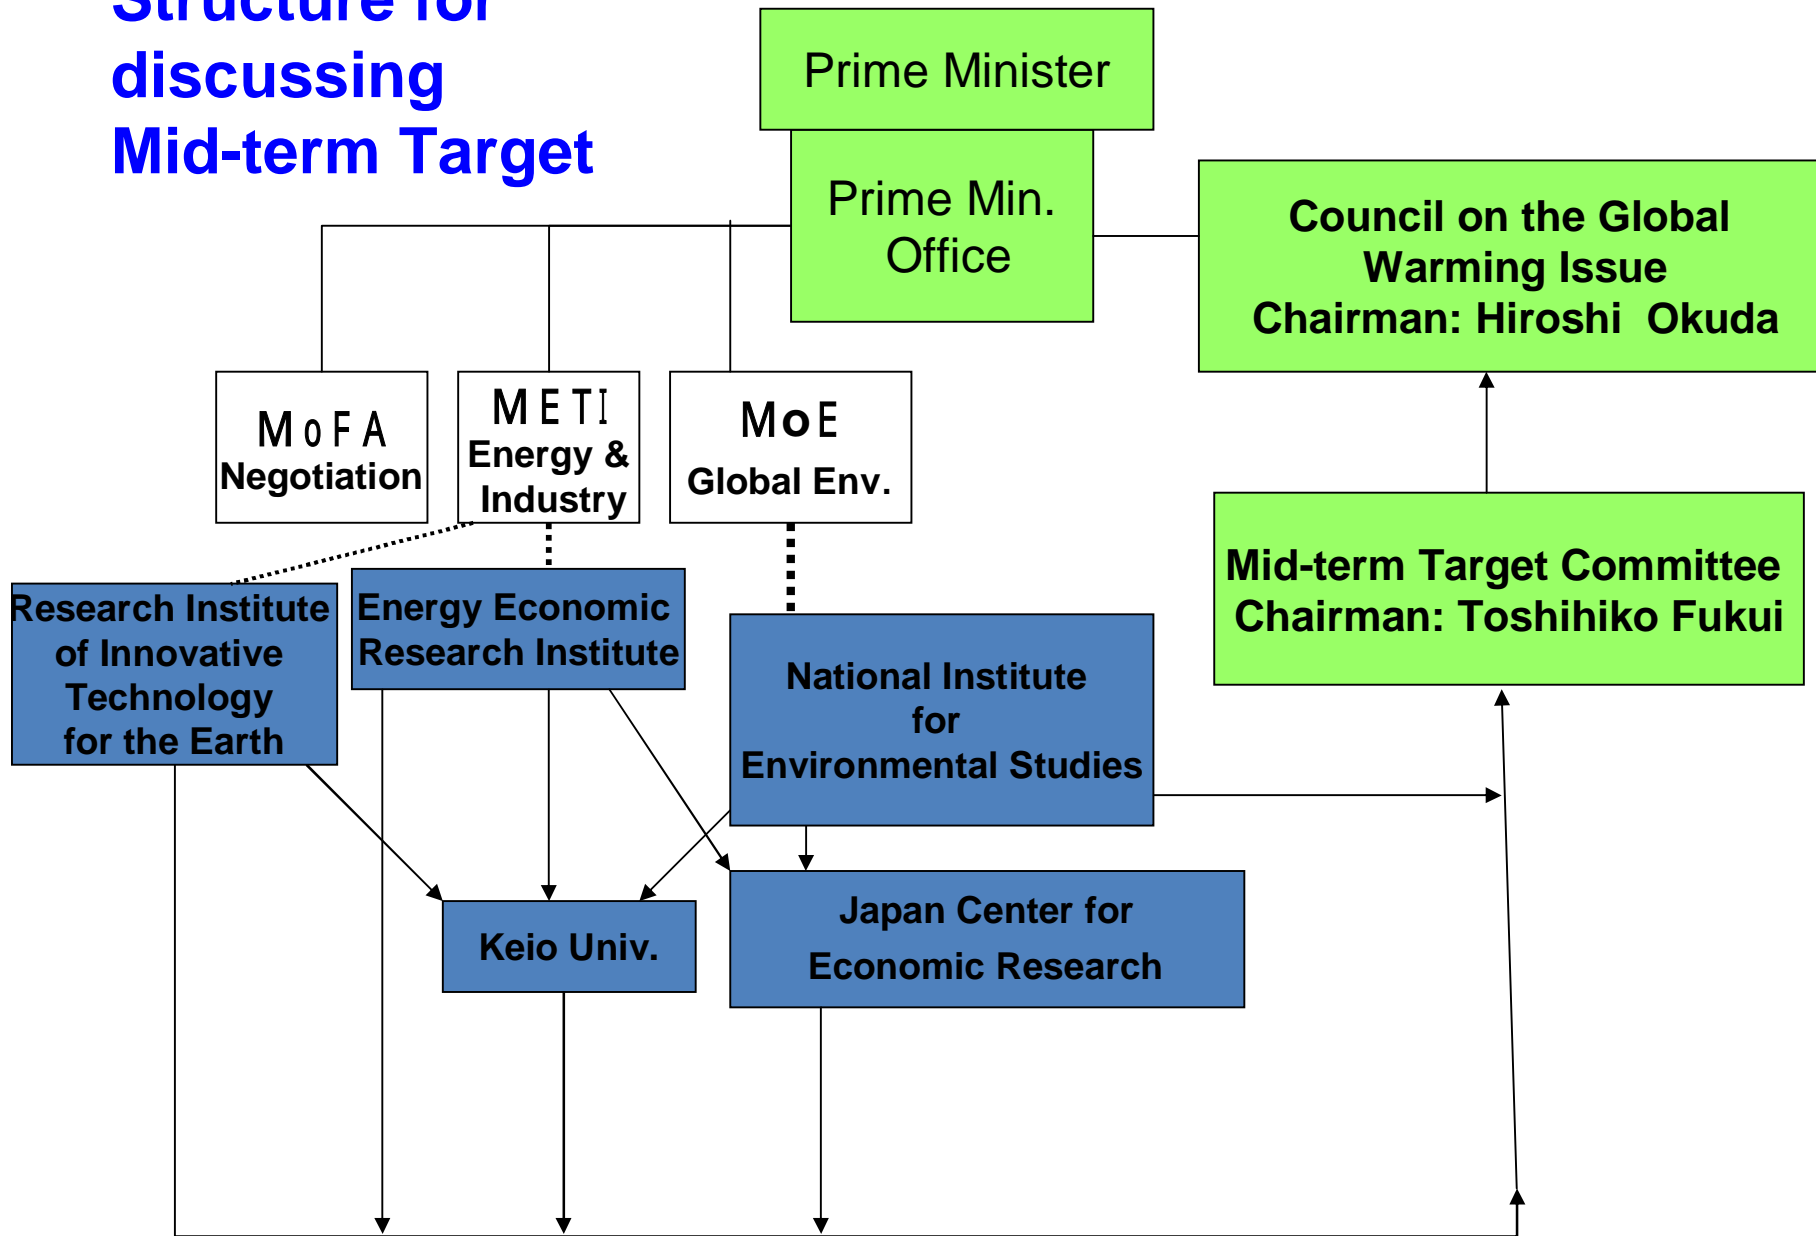 Structure for
discussing
Mid-term Target
Prime Minister
Prime Min.
Office
Council on the Global
Warming Issue
Chairman: Hiroshi Okuda
MoFA
Negotiation
METI
Energy &
Industry
MoE
Global Env.
Mid-term Target Committee
Chairman: Toshihiko Fukui
Research Institute
of Innovative
Technology
for the Earth
Energy Economic
Research Institute
National Institute
for
Environmental Studies
Keio Univ.
Japan Center for
Economic Research